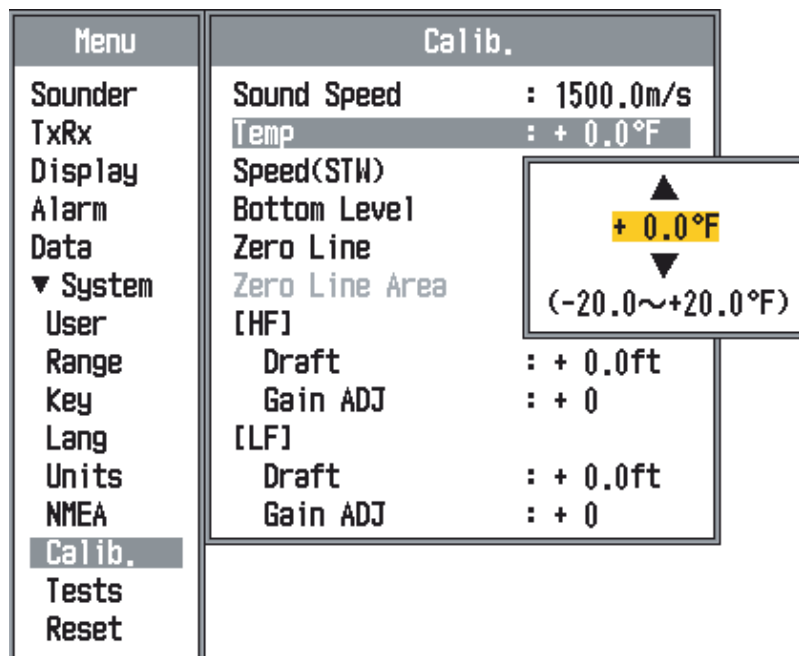 Menu
Sounder
TxRx
Display
Alarm
Data
▼ System
User
Range
Key
Lang
Units
NMEA
Calib.
Tests
Reset
Calib.
Sound Speed : 1500.0m/s
Temp : + 0.0°F
Speed(STW)
Bottom Level
Zero Line
Zero Line Area
[HF]
Draft : + 0.0ft
Gain ADJ : + 0
[LF]
Draft : + 0.0ft
Gain ADJ : + 0
▲
+ 0.0°F
▼
(-20.0~+20.0°F)